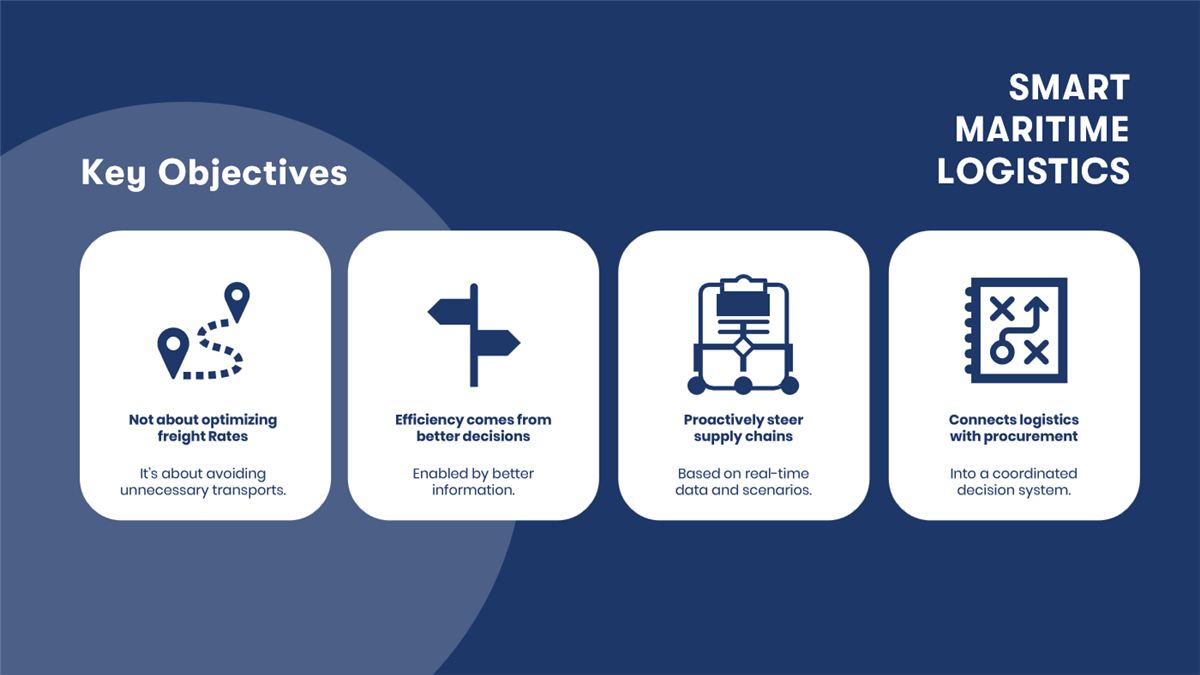 SMART
MARITIME
LOGISTICS
Key Objectives
Not about optimizing
freight Rates
It's about avoiding
unnecessary transports.
Efficiency comes from
better decisions
Enabled by better
information.
Proactively steer
supply chains
Based on real-time
data and scenarios.
Connects logistics
with procurement
Into a coordinated
decision system.